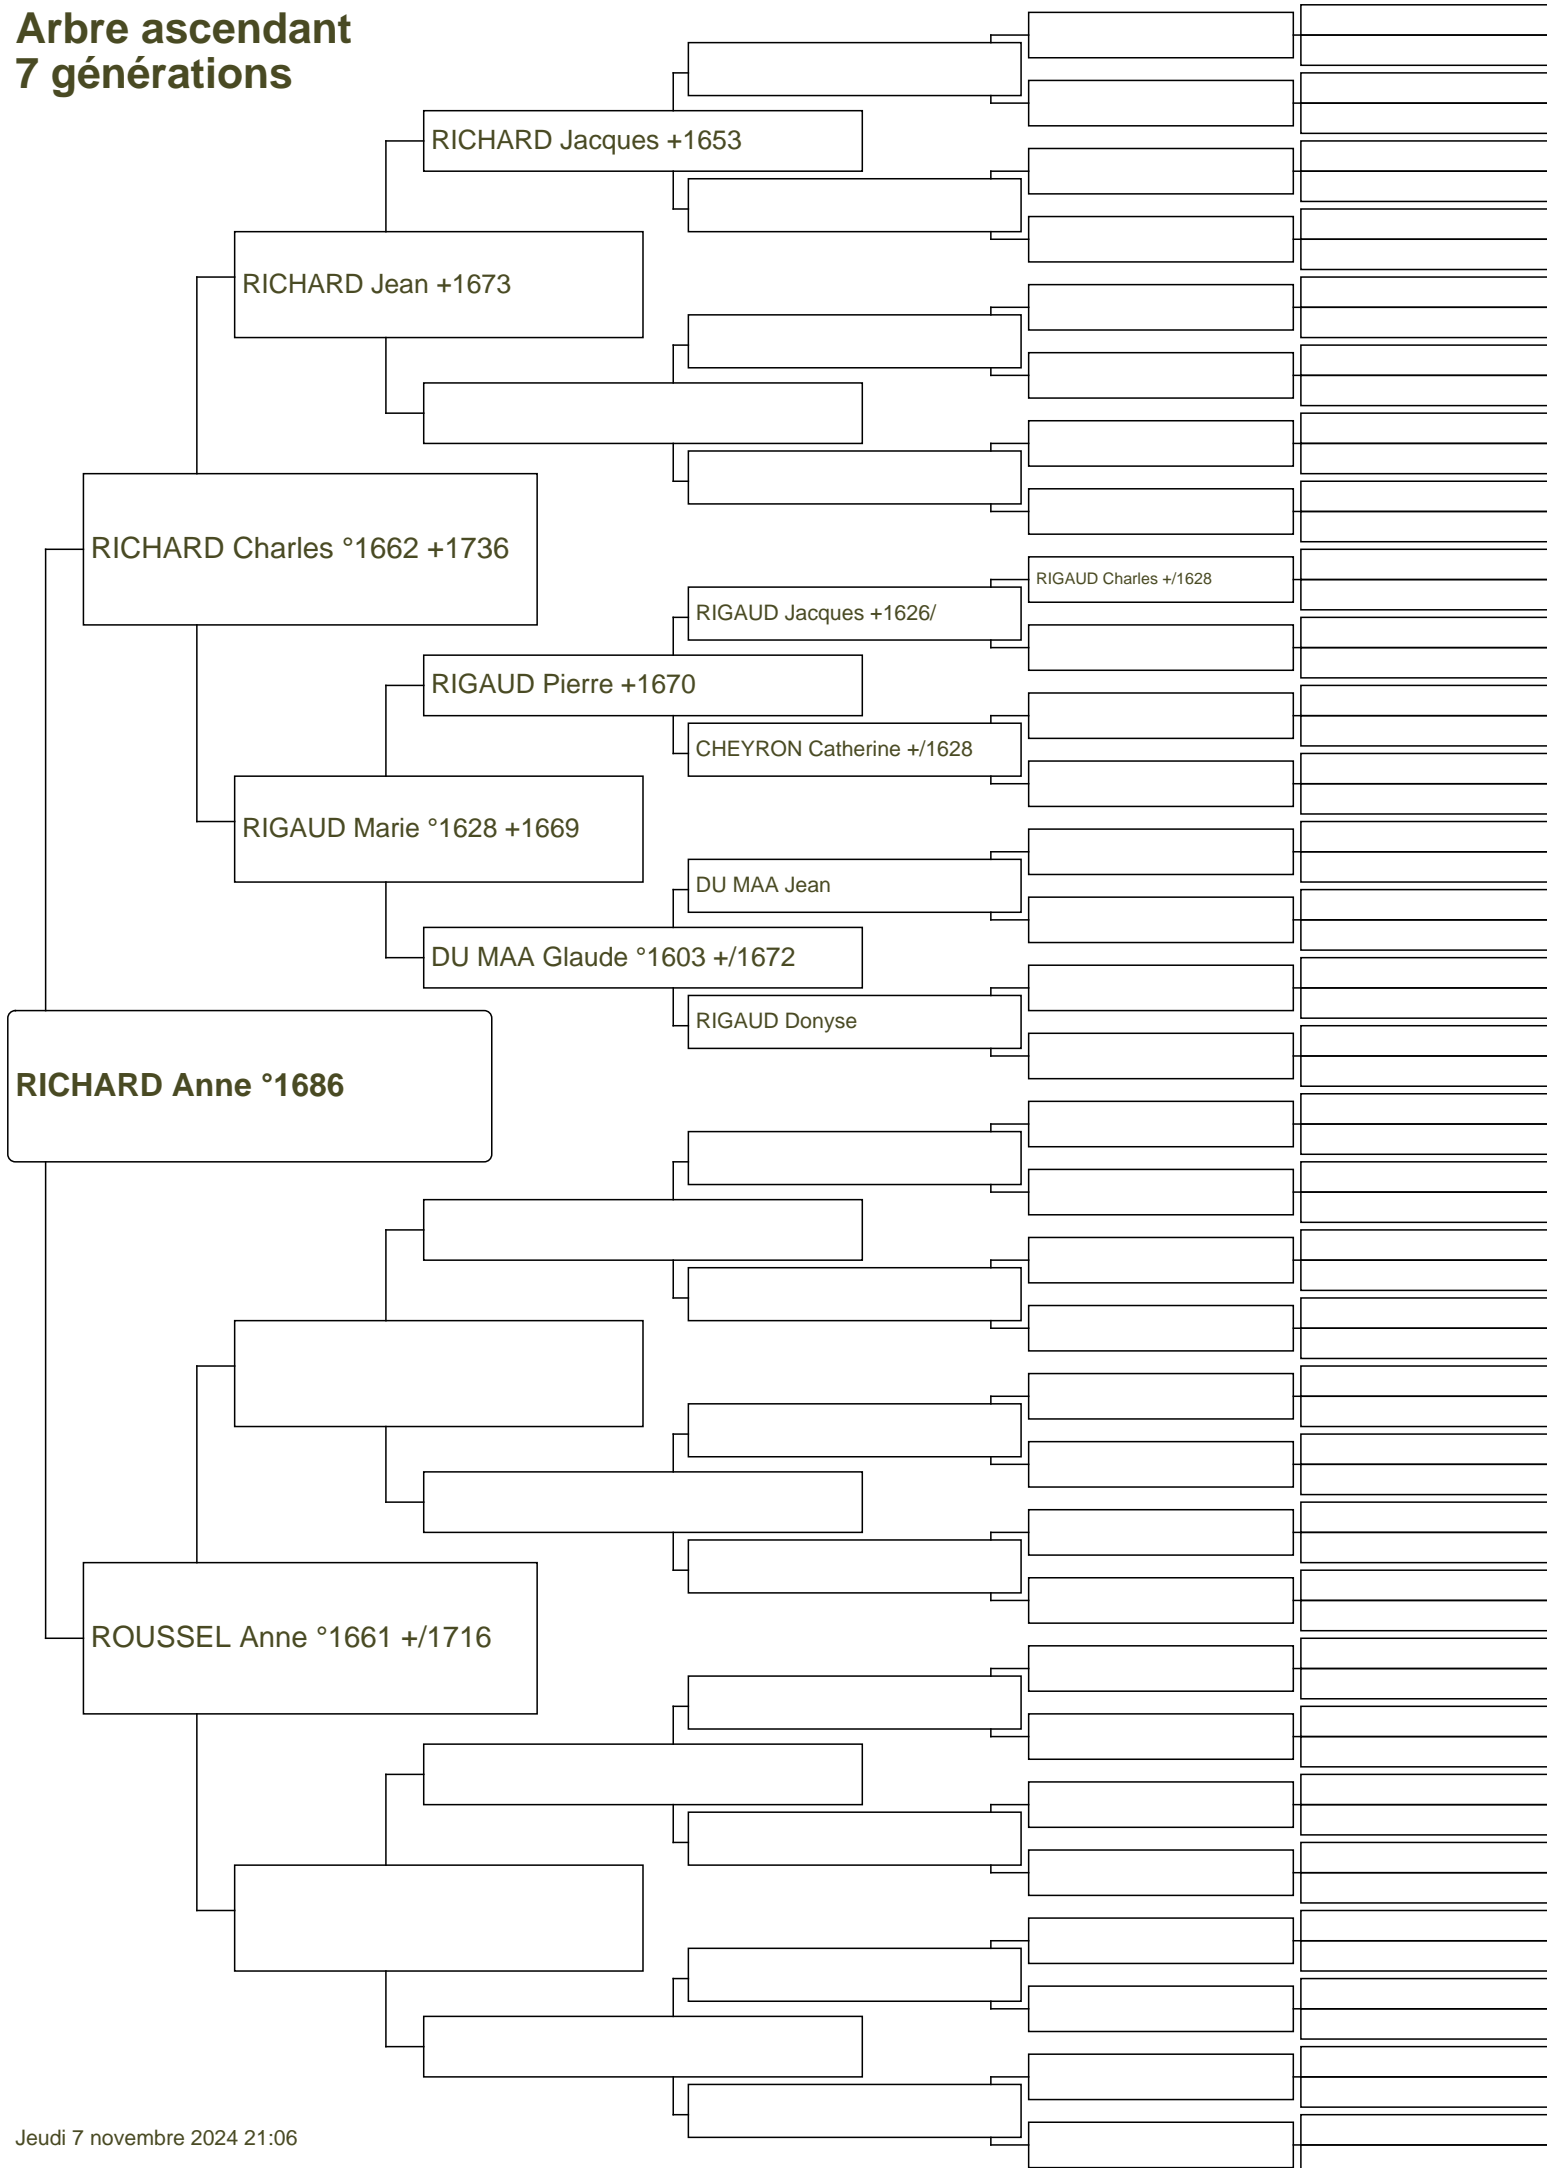 Arbre ascendant
7 générations
RICHARD Jacques +1653
RICHARD Jean +1673
RICHARD Charles °1662 +1736
RIGAUD Charles +/1628
RIGAUD Jacques +1626/
RIGAUD Pierre +1670
CHEYRON Catherine +/1628
RIGAUD Marie °1628 +1669
DU MAA Jean
DU MAA Glaude °1603 +/1672
RIGAUD Donyse
RICHARD Anne °1686
ROUSSEL Anne °1661 +/1716
Jeudi 7 novembre 2024 21:06